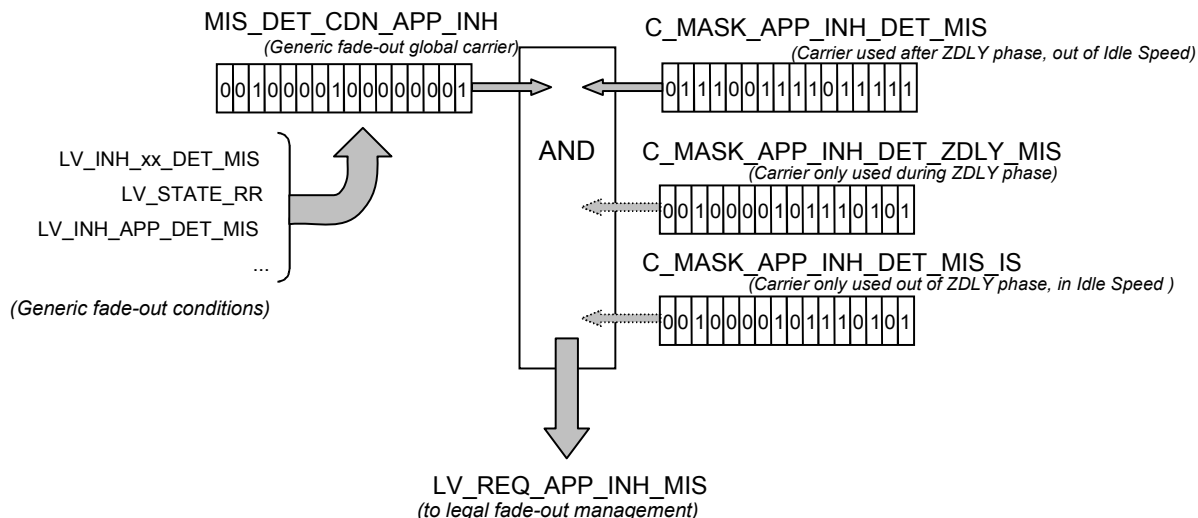 MIS_DET_CDN_APP_INH
(Generic fade-out global carrier)
0010000100000001
C_MASK_APP_INH_DET_MIS
(Carrier used after ZDLY phase, out of Idle Speed)
0111001111011111
LV_INH_xx_DET_MIS
LV_STATE_RR
LV_INH_APP_DET_MIS
...
(Generic fade-out conditions)
AND
C_MASK_APP_INH_DET_ZDLY_MIS
(Carrier only used during ZDLY phase)
0010000101110101
C_MASK_APP_INH_DET_MIS_IS
(Carrier only used out of ZDLY phase, in Idle Speed )
0010000101110101
LV_REQ_APP_INH_MIS
(to legal fade-out management)